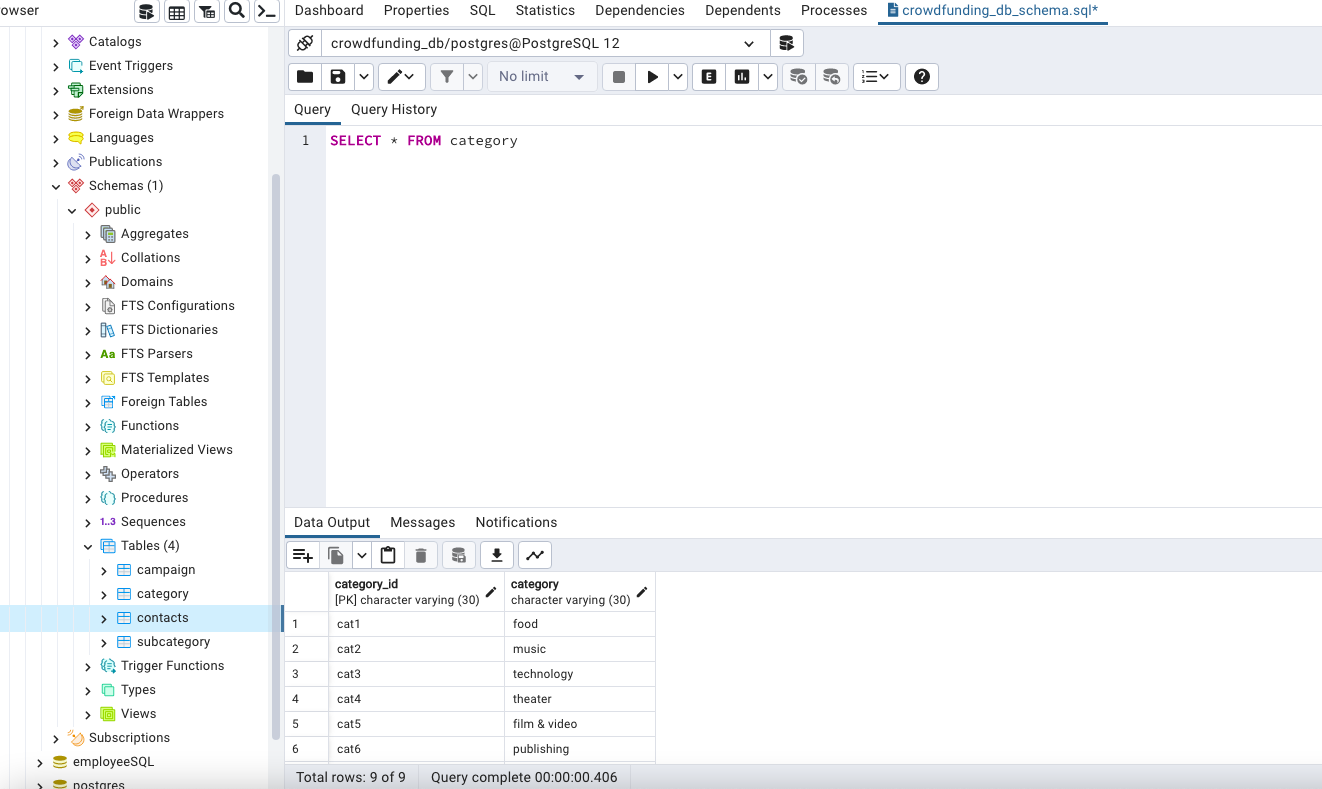 owser
Dashboard Properties SQL Statistics Dependencies Dependents Processes crowdfunding_db_schema.sql*
Catalogs
Event Triggers
Extensions
Foreign Data Wrappers
Languages
Publications
Schemas (1)
public
Aggregates
Collations
Domains
FTS Configurations
FTS Dictionaries
Aa FTS Parsers
FTS Templates
Foreign Tables
Functions
Materialized Views
Operators
Procedures
1..3 Sequences
Tables (4)
campaign
category
contacts
subcategory
Trigger Functions
Types
Views
Subscriptions
employeeSQL
postgres
crowdfunding_db/postgres@PostgreSQL 12
No limit E
Query Query History
1 SELECT * FROM category
Data Output Messages Notifications
category_id category
[PK] character varying (30) character varying (30)
1 cat1 food
2 cat2 music
3 cat3 technology
4 cat4 theater
5 cat5 film & video
6 cat6 publishing
Total rows: 9 of 9 Query complete 00:00:00.406